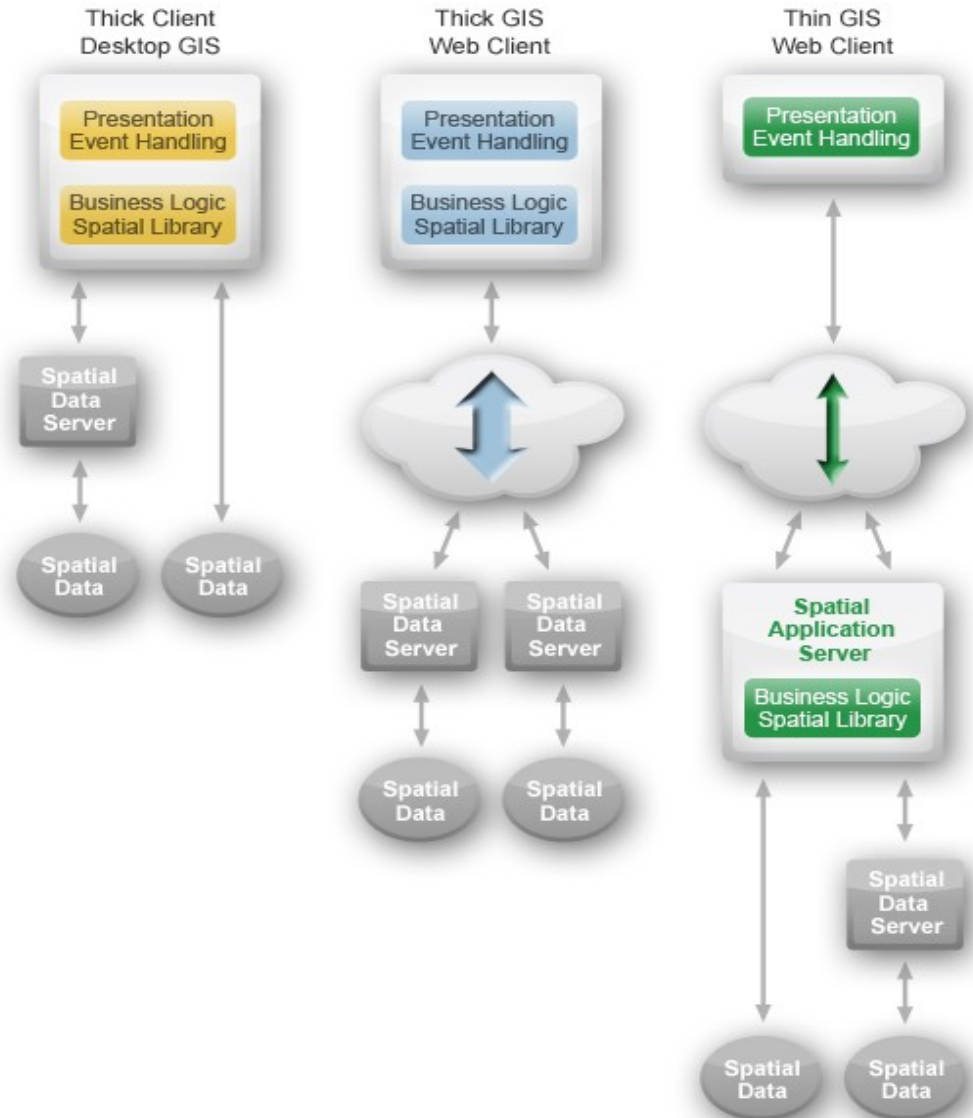 Thick Client
Desktop GIS
Presentation
Event Handling
Business Logic
Spatial Library
Spatial
Data
Server
Spatial
Data
Spatial
Data
Thick GIS
Web Client
Presentation
Event Handling
Business Logic
Spatial Library
Spatial
Data
Server
Spatial
Data
Server
Spatial
Data
Spatial
Data
Thin GIS
Web Client
Presentation
Event Handling
Spatial
Application
Server
Business Logic
Spatial Library
Spatial
Data
Server
Spatial
Data
Spatial
Data